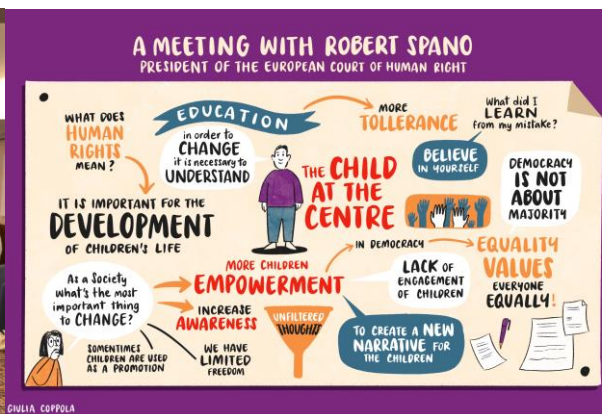 A MEETING WITH ROBERT SPANO
PRESIDENT OF THE EUROPEAN COURT OF HUMAN RIGHT
WHAT DOES
HUMAN
RIGHTS
MEAN?
IT IS IMPORTANT FOR THE
DEVELOPMENT
OF CHILDREN'S LIFE
EDUCATION
in order to
CHANGE
it is necessary to
UNDERSTAND
MORE
TOLLERANCE
What did I
LEARN
from my mistake?
BELIEVE
IN YOURSELF
THE CHILD
AT THE
CENTRE
DEMOCRACY
IS NOT
ABOUT
MAJORITY
As a Society
what's the most
important thing
to CHANGE?
MORE CHILDREN
EMPOWERMENT
IN DEMOCRACY
EQUALITY
VALUES
EVERYONE
EQUALLY!
LACK OF
ENGAGEMENT
OF CHILDREN
INCREASE
AWARENESS
UNFILTERED
THOUGHTS
TO CREATE A NEW
NARRATIVE FOR
THE CHILDREN
SOMENTIMES
CHILDREN ARE USED
AS A PROMOTION
WE HAVE
LIMITED
FREEDOM
GIULIA COPPOLA